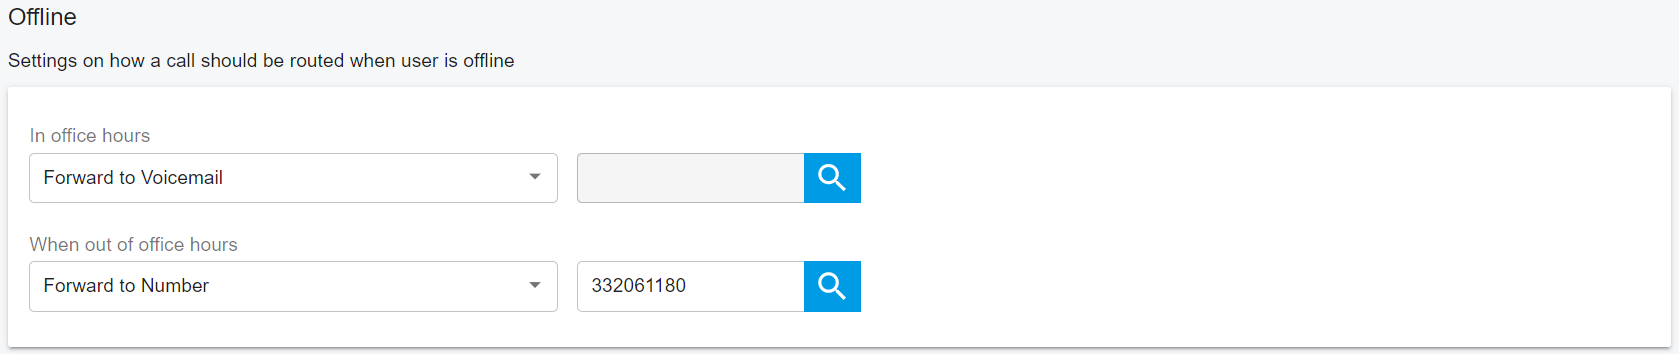 Offline
Settings on how a call should be routed when user is offline
In office hours
Forward to Voicemail
When out of office hours
Forward to Number
332061180